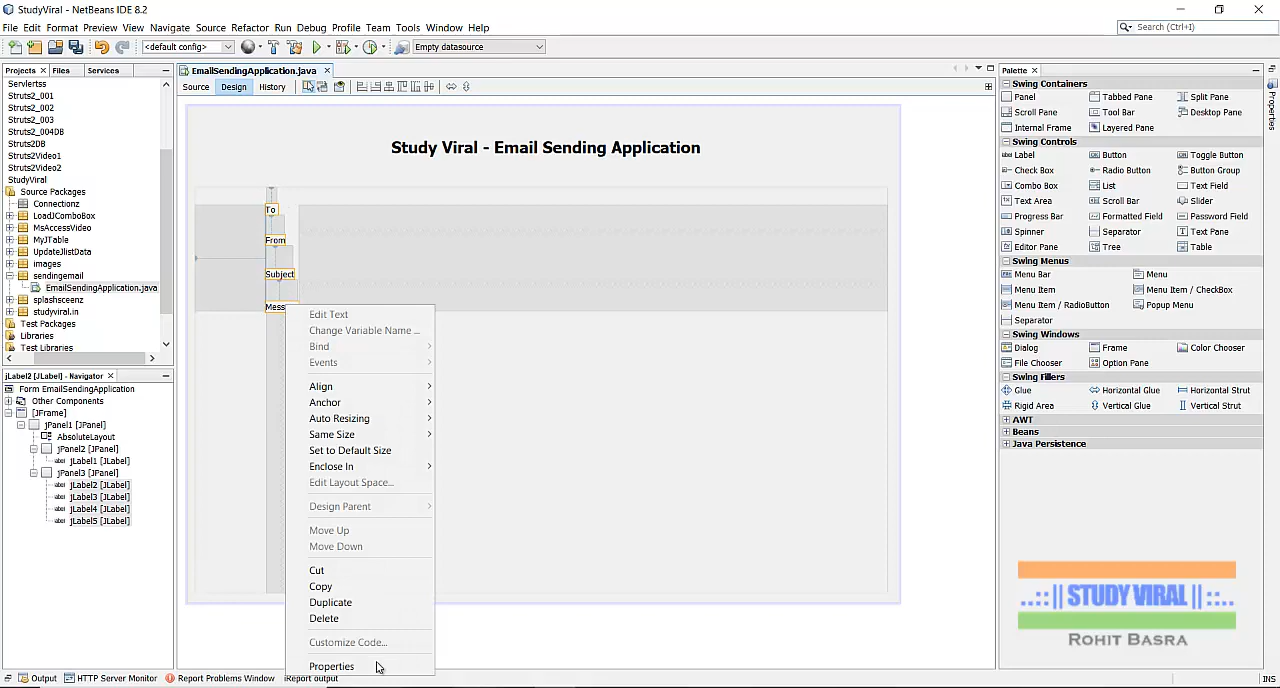 StudyViral - NetBeans IDE 8.2
File Edit Format Preview View Navigate Source Refactor Run Debug Profile Team Tools Window Help
Search (Ctrl+I)
<default config>
Empty datasource
Projects Files Services
Servlertss
Struts2_001
Struts2_002
Struts2_003
Struts2_004DB
Struts2DB
Struts2Video1
Struts2Video2
StudyViral
Source Packages
Connectionz
LoadJComboBox
MsAccessVideo
MyJTable
UpdateJlistData
images
sendingemail
EmailSendingApplication.java
splashsceenz
studyviral.in
Test Packages
Libraries
Test Libraries
jLabel2 [JLabel] - Navigator
Form EmailSendingApplication
Other Components
[JFrame]
jPanel1 [JPanel]
AbsoluteLayout
jPanel2 [JPanel]
jLabel1 [JLabel]
jPanel3 [JPanel]
jLabel2 [JLabel]
jLabel3 [JLabel]
jLabel4 [JLabel]
jLabel5 [JLabel]
EmailSendingApplication.java
Source Design History
Study Viral - Email Sending Application
To
From
Subject
Mess
Edit Text
Change Variable Name ...
Bind
Events
Align
Anchor
Auto Resizing
Same Size
Set to Default Size
Enclose In
Edit Layout Space...
Design Parent
Move Up
Move Down
Cut
Copy
Duplicate
Delete
Customize Code...
Properties
Palette
Swing Containers
Panel Tabbed Pane Split Pane
Scroll Pane Tool Bar Desktop Pane
Internal Frame Layered Pane
Swing Controls
Label Button Toggle Button
Check Box Radio Button Button Group
Combo Box List Text Field
Text Area Scroll Bar Slider
Progress Bar Formatted Field Password Field
Spinner Separator Text Pane
Editor Pane Tree Table
Swing Menus
Menu Bar Menu
Menu Item Menu Item / CheckBox
Menu Item / RadioButton Popup Menu
Separator
Swing Windows
Dialog Frame Color Chooser
File Chooser Option Pane
Swing Fillers
Glue Horizontal Glue Horizontal Strut
Rigid Area Vertical Glue Vertical Strut
AWT
Beans
Java Persistence
Properties
..::|| STUDY VIRAL ||::..
ROHIT BASRA
Output HTTP Server Monitor Report Problems Window iReport output
INS